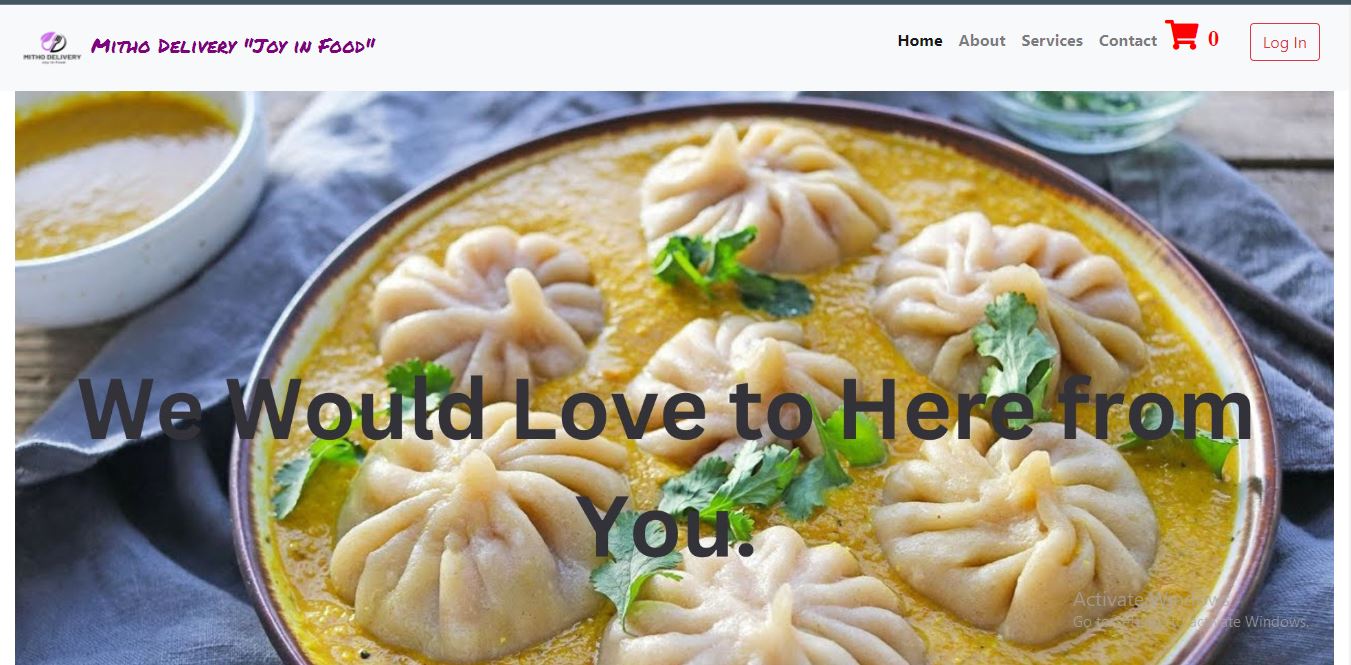 MITHO DELIVERY
Mitho Delivery "Joy in Food"
Home About Services Contact 0 Log In
We Would Love to Here from
You.
Activate Windows
Go to Settings to activate Windows.